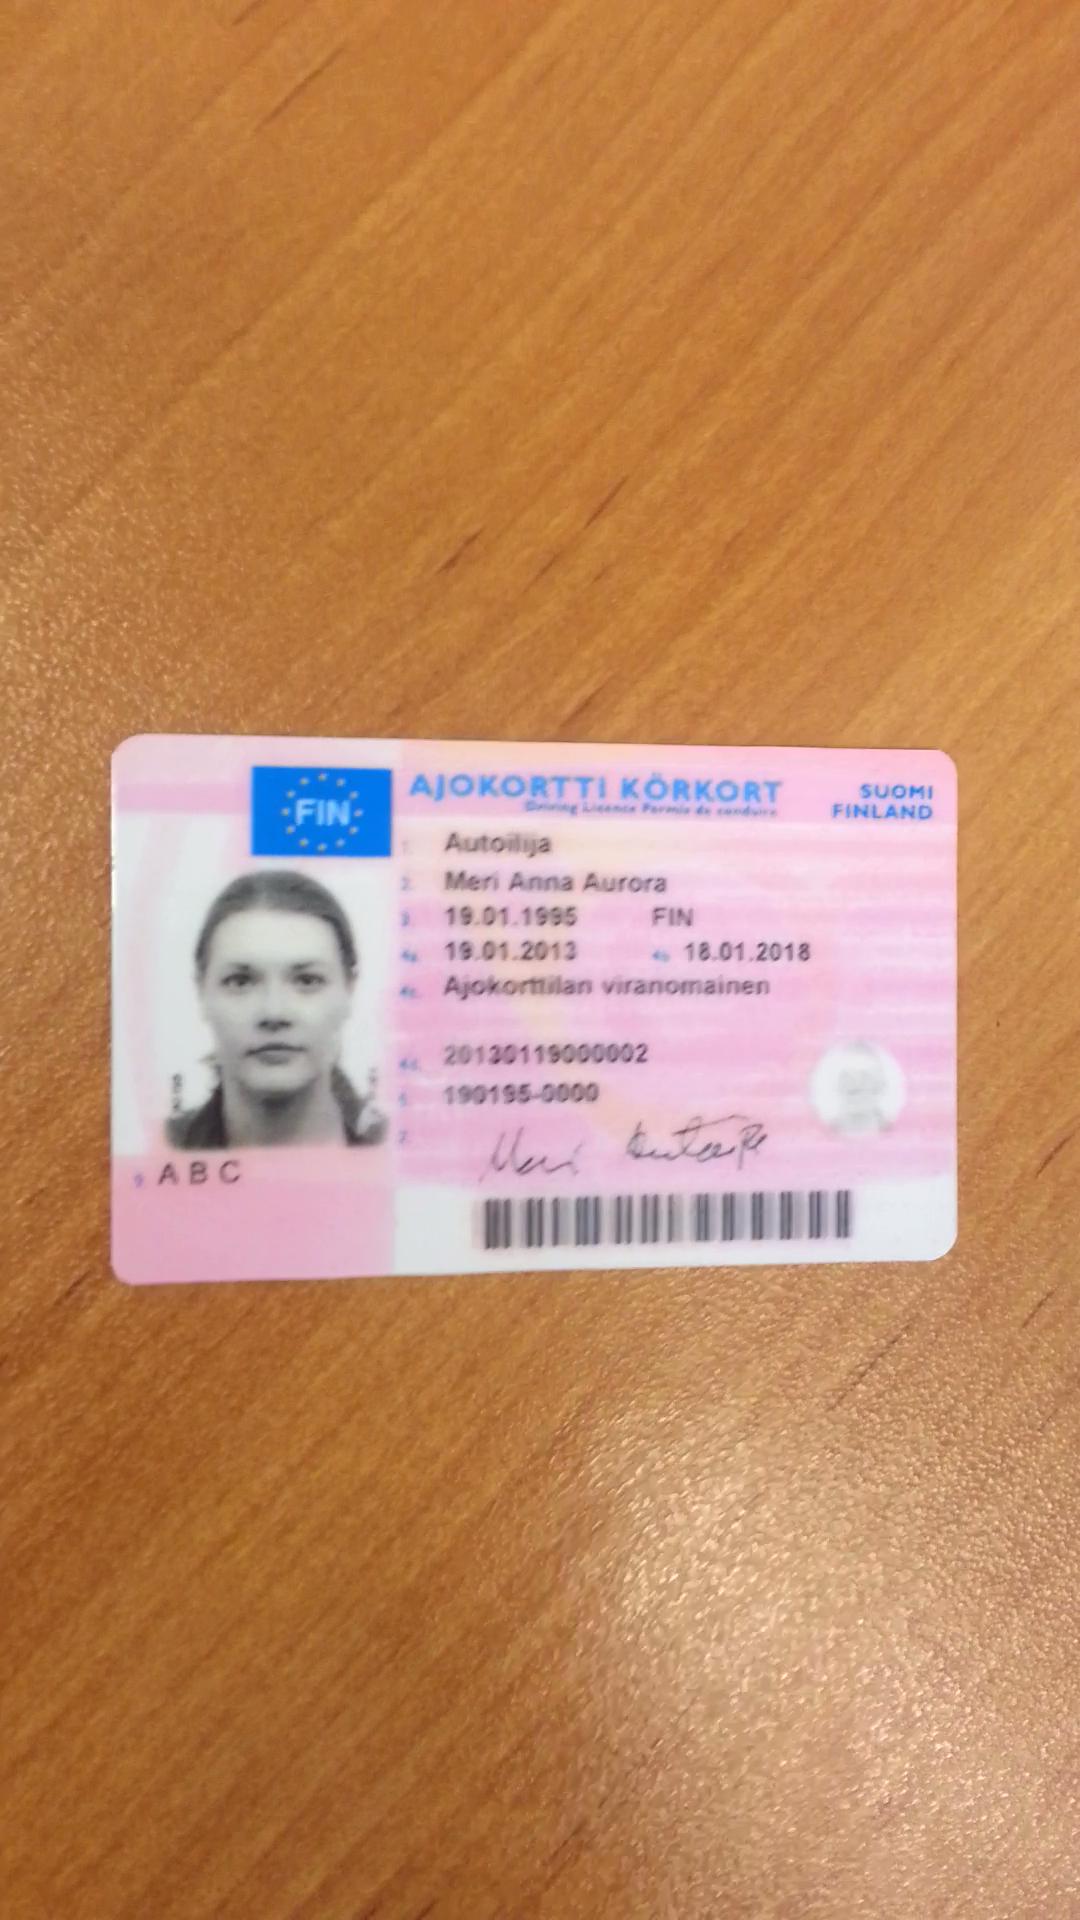 FIN
AJOKORTTI KÖRKORT
Driving Licence Permis de conduire
SUOMI
FINLAND
1. Autoilija
2. Meri Anna Aurora
3. 19.01.1995 FIN
4a. 19.01.2013 4b. 18.01.2018
4c. Ajokorttilan viranomainen
4d. 20130119000002
5. 190195-0000
7. Meri Autoilija
9. A B C